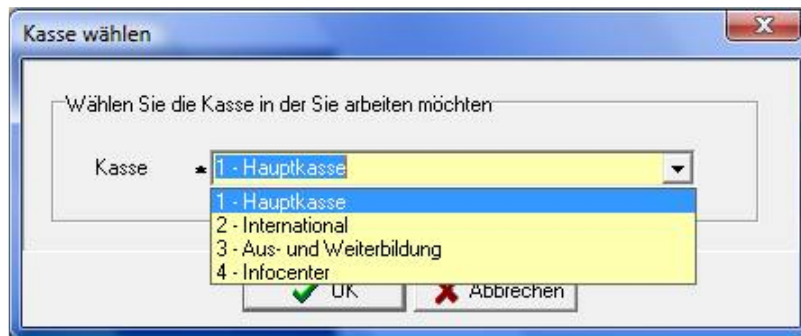 Kasse wählen
Wählen Sie die Kasse in der Sie arbeiten möchten
Kasse * 1 - Hauptkasse
1 - Hauptkasse
2 - International
3 - Aus- und Weiterbildung
4 - Infocenter
OK Abbrechen